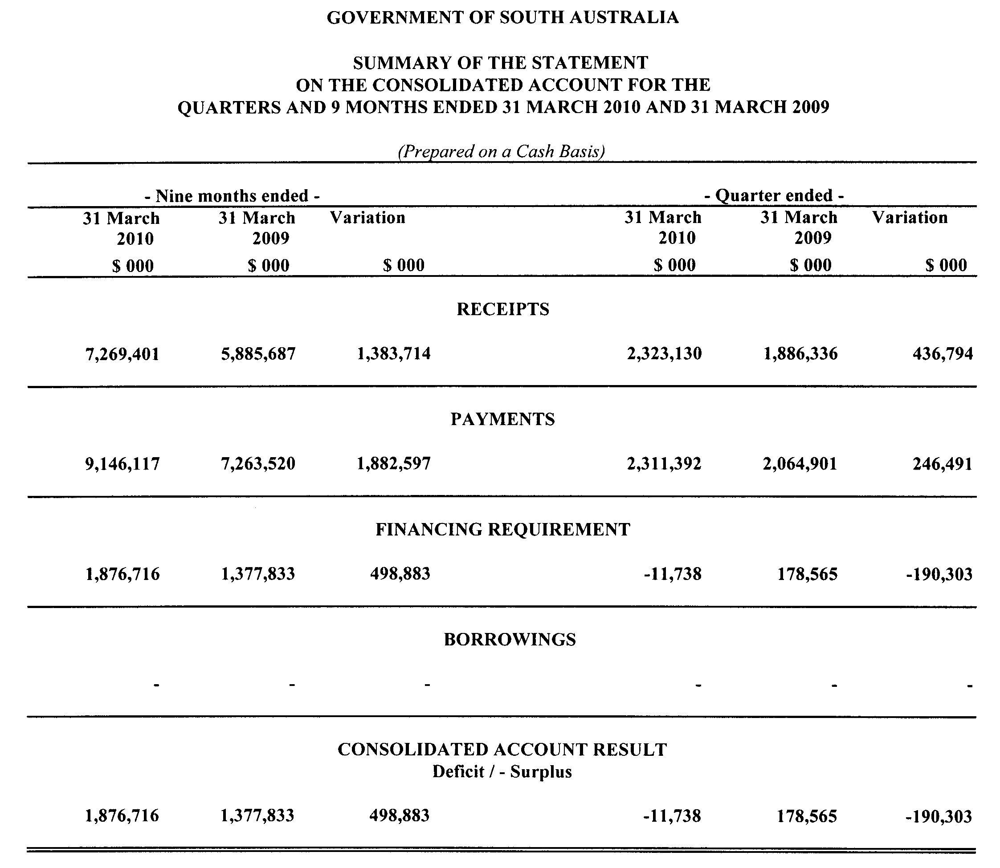 GOVERNMENT OF SOUTH AUSTRALIA
SUMMARY OF THE STATEMENT
ON THE CONSOLIDATED ACCOUNT FOR THE
QUARTERS AND 9 MONTHS ENDED 31 MARCH 2010 AND 31 MARCH 2009
(Prepared on a Cash Basis)
- Nine months ended - - Quarter ended -
31 March 31 March Variation 31 March 31 March Variation
2010 2009 2010 2009
$ 000 $ 000 $ 000 $ 000 $ 000 $ 000
RECEIPTS
7,269,401 5,885,687 1,383,714 2,323,130 1,886,336 436,794
PAYMENTS
9,146,117 7,263,520 1,882,597 2,311,392 2,064,901 246,491
FINANCING REQUIREMENT
1,876,716 1,377,833 498,883 -11,738 178,565 -190,303
BORROWINGS
- - - - - -
CONSOLIDATED ACCOUNT RESULT
Deficit / - Surplus
1,876,716 1,377,833 498,883 -11,738 178,565 -190,303